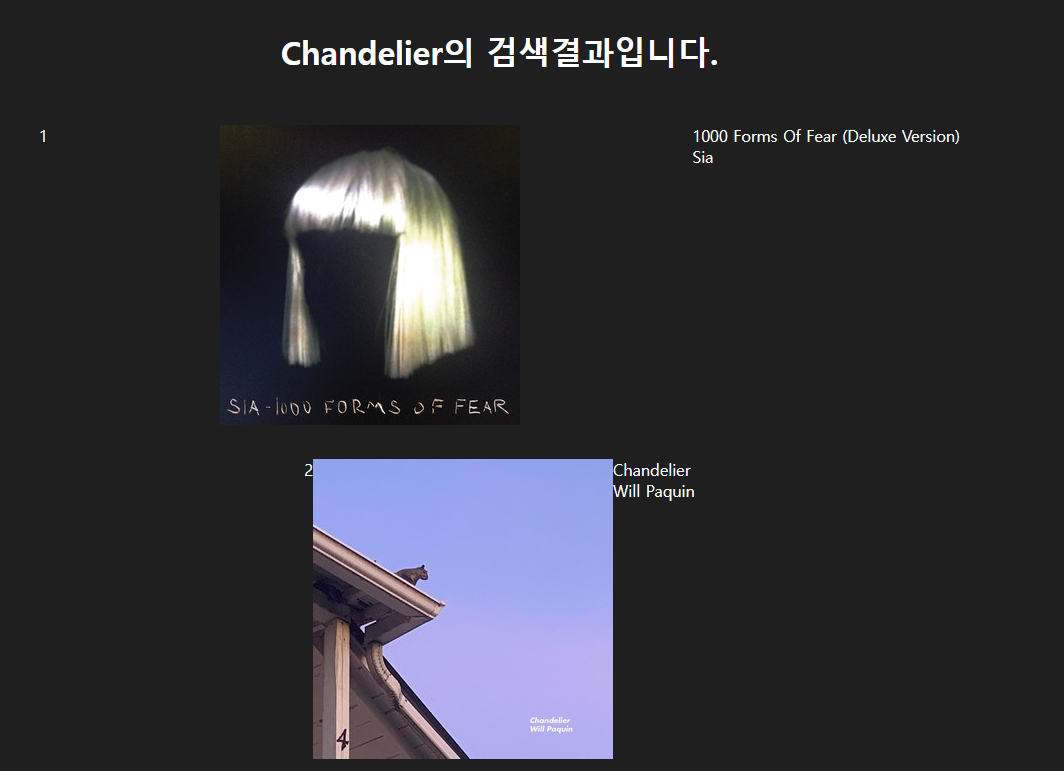 Chandelier의 검색결과입니다.
1
1000 Forms Of Fear (Deluxe Version)
Sia
SIA - 1000 FORMS OF FEAR
2
Chandelier
Will Paquin
4
Chandelier
Will Paquin